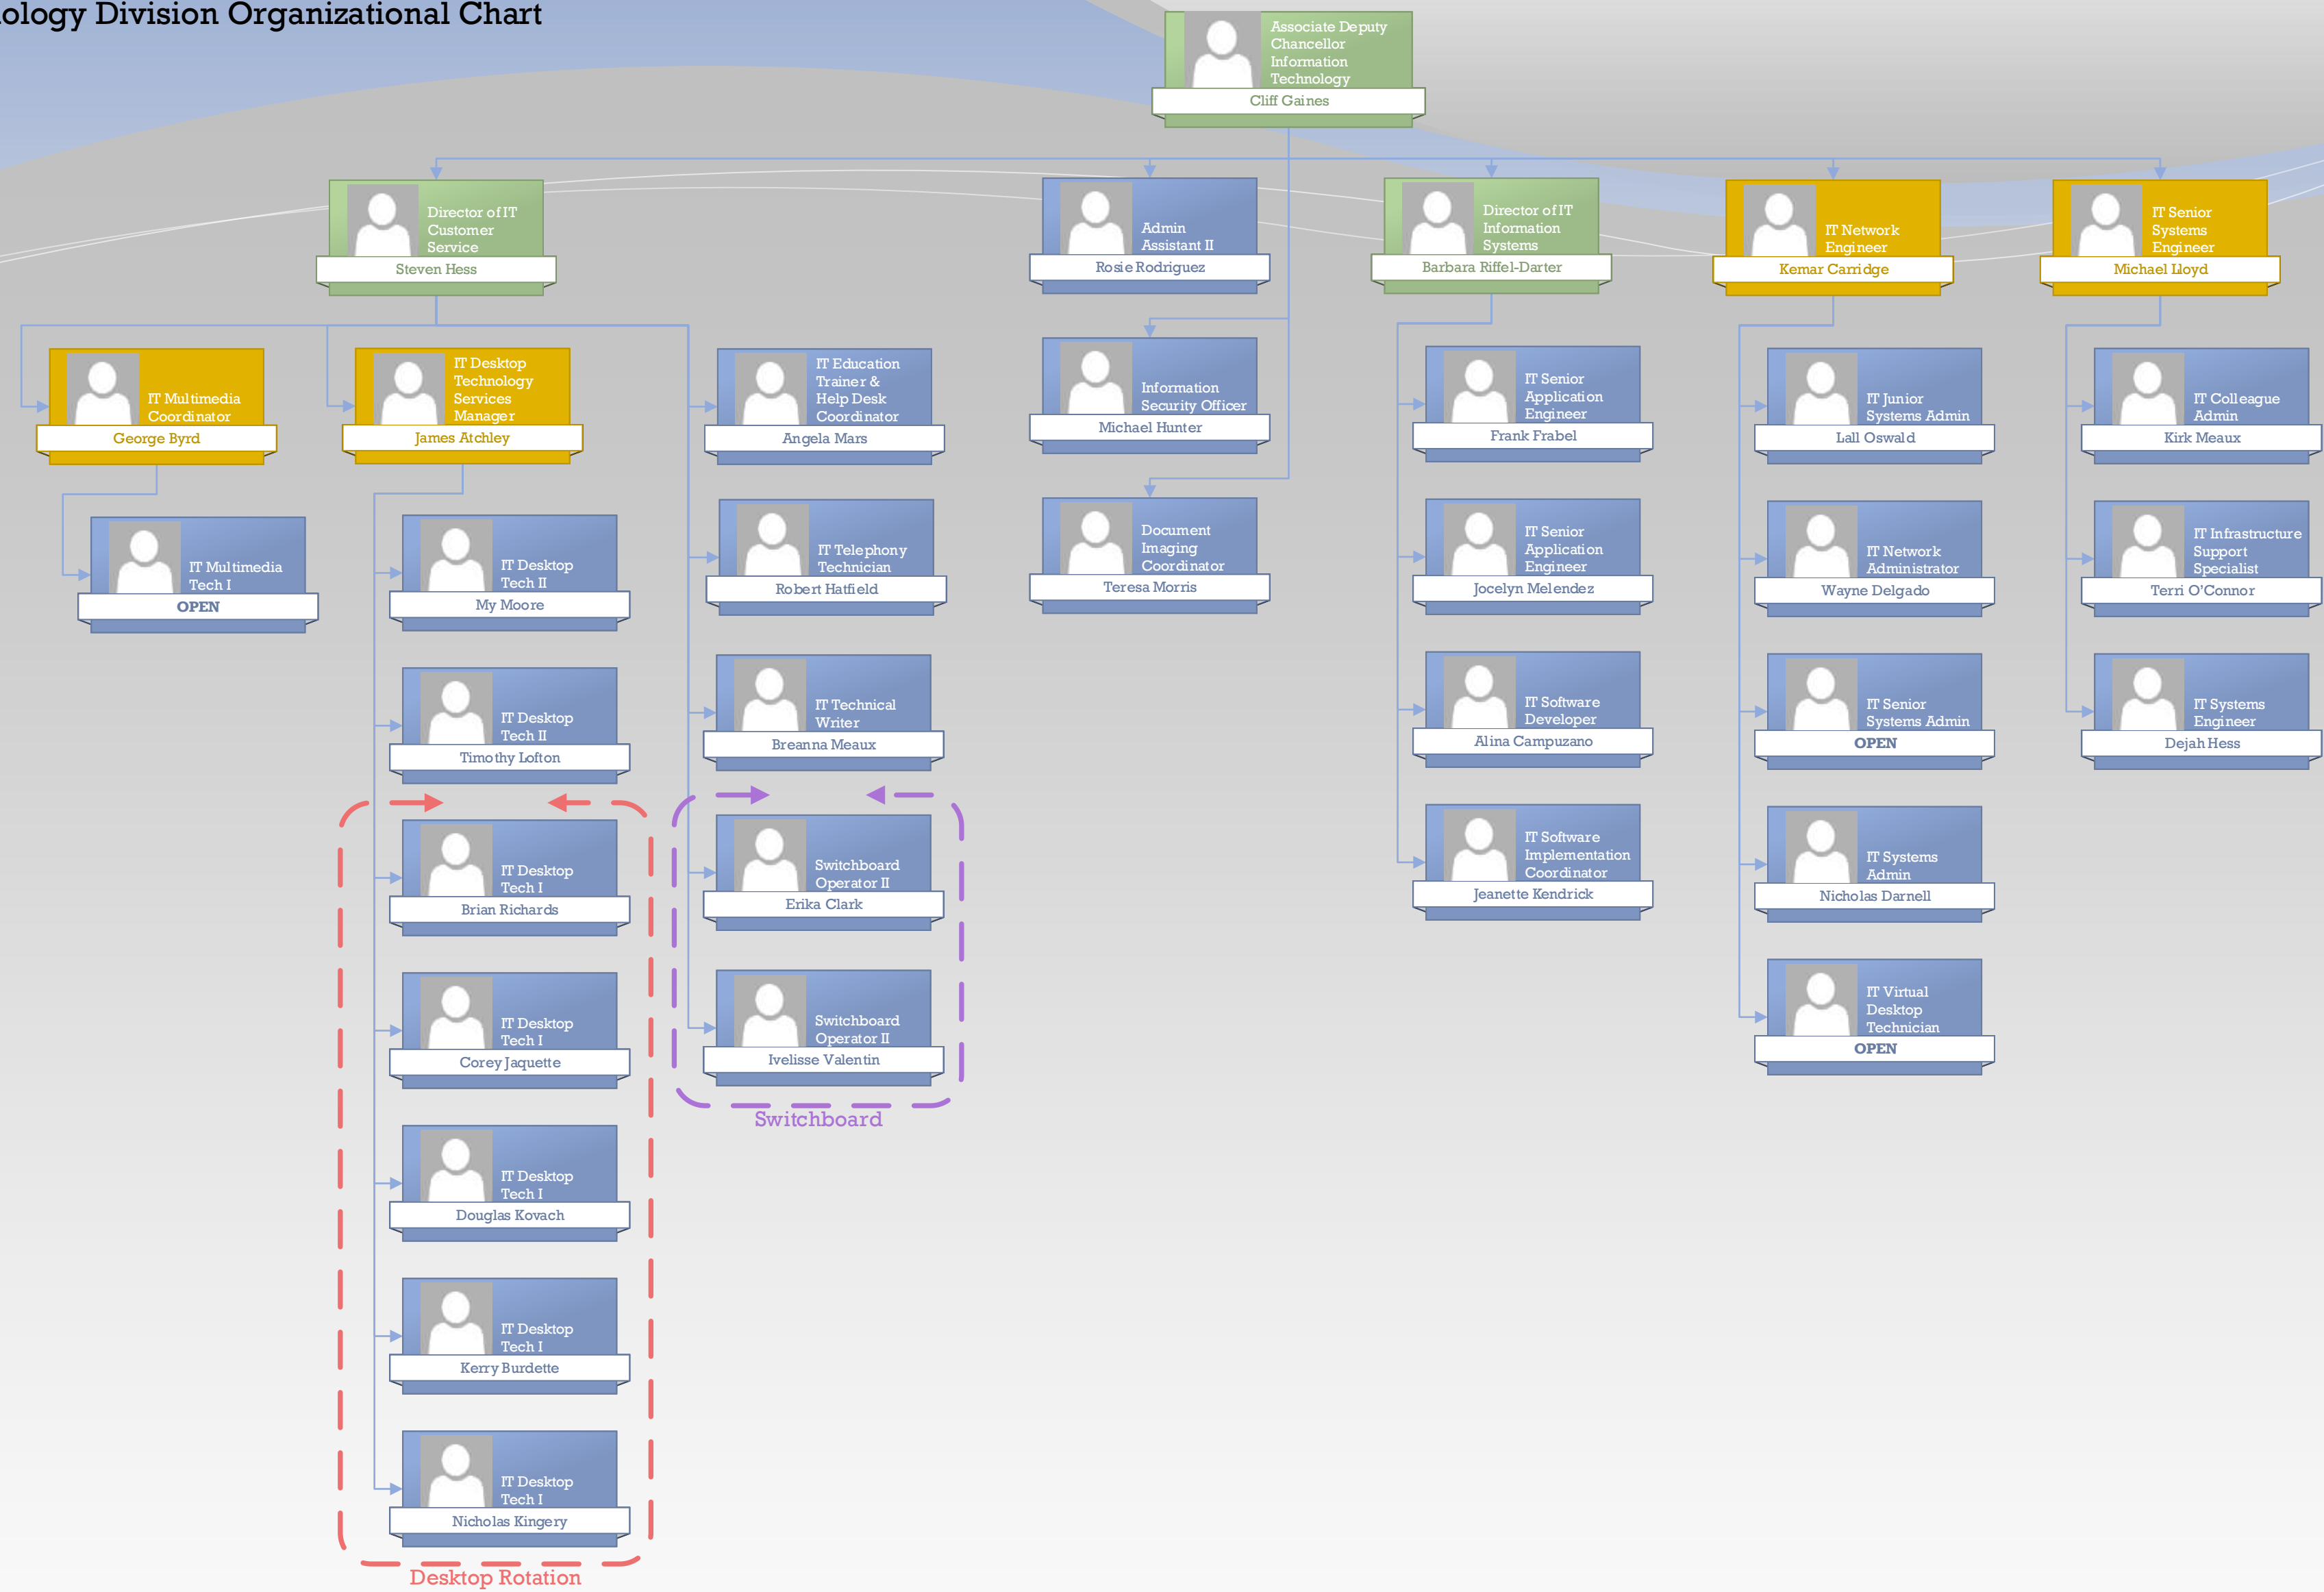 ology Division Organizational Chart
Associate Deputy
Chancellor
Information
Technology
Cliff Gaines
Director of IT
Customer
Service
Steven Hess
Admin
Assistant II
Rosie Rodriguez
Director of IT
Information
Systems
Barbara Riffel-Darter
IT Network
Engineer
Kemar Carridge
IT Senior
Systems
Engineer
Michael Lloyd
IT Multimedia
Coordinator
George Byrd
IT Desktop
Technology
Services
Manager
James Atchley
IT Education
Trainer &
Help Desk
Coordinator
Angela Mars
Information
Security Officer
Michael Hunter
IT Senior
Application
Engineer
Frank Frabel
IT Junior
Systems Admin
Lall Oswald
IT Colleague
Admin
Kirk Meaux
IT Multimedia
Tech I
OPEN
IT Desktop
Tech II
My Moore
IT Telephony
Technician
Robert Hatfield
Document
Imaging
Coordinator
Teresa Morris
IT Senior
Application
Engineer
Jocelyn Melendez
IT Network
Administrator
Wayne Delgado
IT Infrastructure
Support
Specialist
Terri O'Connor
IT Desktop
Tech II
Timothy Lofton
IT Technical
Writer
Breanna Meaux
IT Software
Developer
Alina Campuzano
IT Senior
Systems Admin
OPEN
IT Systems
Engineer
Dejah Hess
IT Desktop
Tech I
Brian Richards
Switchboard
Operator II
Erika Clark
IT Software
Implementation
Coordinator
Jeanette Kendrick
IT Systems
Admin
Nicholas Darnell
IT Desktop
Tech I
Corey Jaquette
Switchboard
Operator II
Ivelisse Valentin
IT Virtual
Desktop
Technician
OPEN
Switchboard
IT Desktop
Tech I
Douglas Kovach
IT Desktop
Tech I
Kerry Burdette
IT Desktop
Tech I
Nicholas Kingery
Desktop Rotation